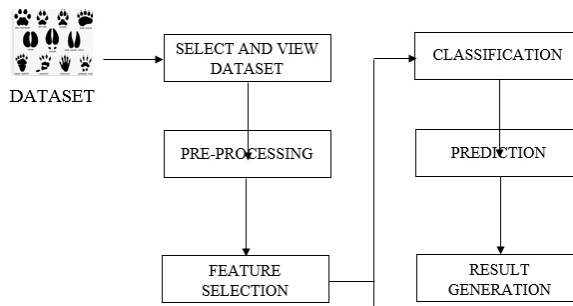 DATASET
SELECT AND VIEW
DATASET
PRE-PROCESSING
FEATURE
SELECTION
CLASSIFICATION
PREDICTION
RESULT
GENERATION